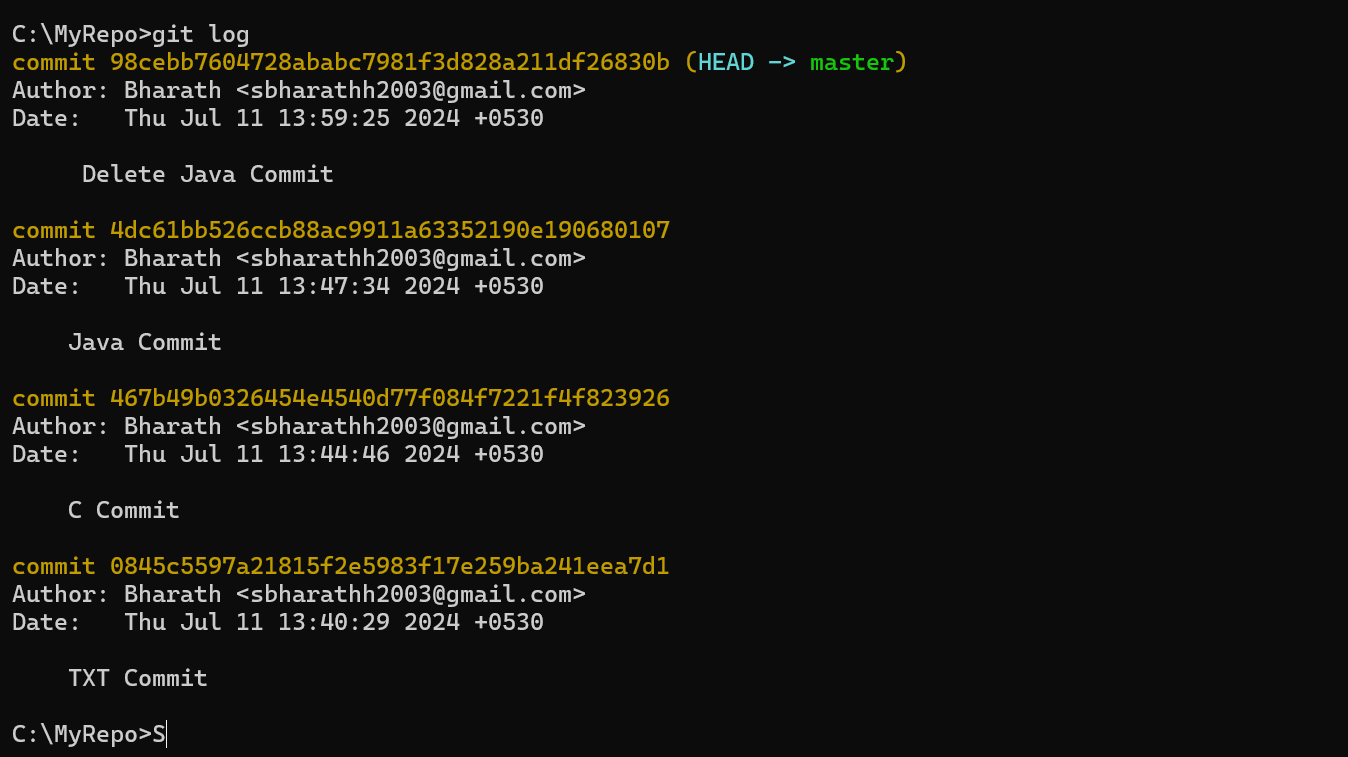 C:\MyRepo>git log
commit 98cebb7604728ababc7981f3d828a211df26830b (HEAD -> master)
Author: Bharath <sbharathh2003@gmail.com>
Date:   Thu Jul 11 13:59:25 2024 +0530
     Delete Java Commit
commit 4dc61bb526ccb88ac9911a63352190e190680107
Author: Bharath <sbharathh2003@gmail.com>
Date:   Thu Jul 11 13:47:34 2024 +0530
    Java Commit
commit 467b49b0326454e4540d77f084f7221f4f823926
Author: Bharath <sbharathh2003@gmail.com>
Date:   Thu Jul 11 13:44:46 2024 +0530
    C Commit
commit 0845c5597a21815f2e5983f17e259ba241eea7d1
Author: Bharath <sbharathh2003@gmail.com>
Date:   Thu Jul 11 13:40:29 2024 +0530
    TXT Commit
C:\MyRepo>S